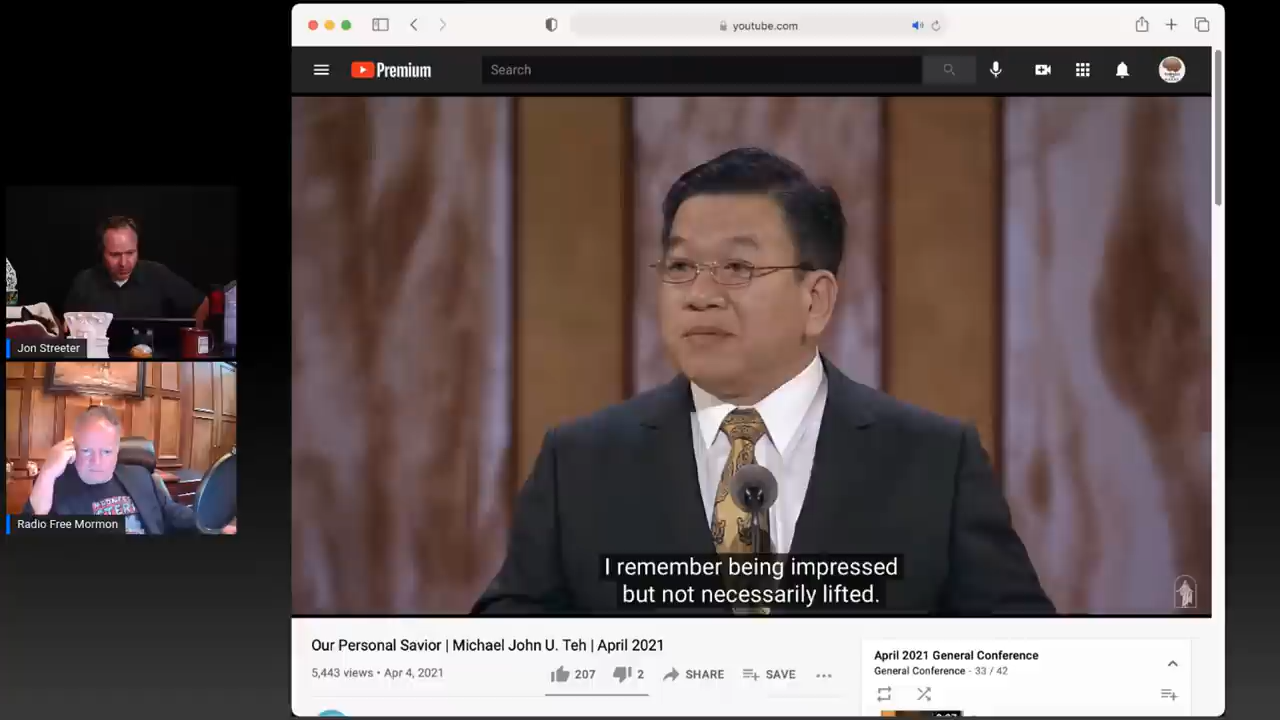 youtube.com
Premium
Search
Jon Streeter
Radio Free Mormon
I remember being impressed
but not necessarily lifted.
Our Personal Savior | Michael John U. Teh | April 2021
5,443 views • Apr 4, 2021
207
2
SHARE
SAVE
April 2021 General Conference
General Conference - 33 / 42